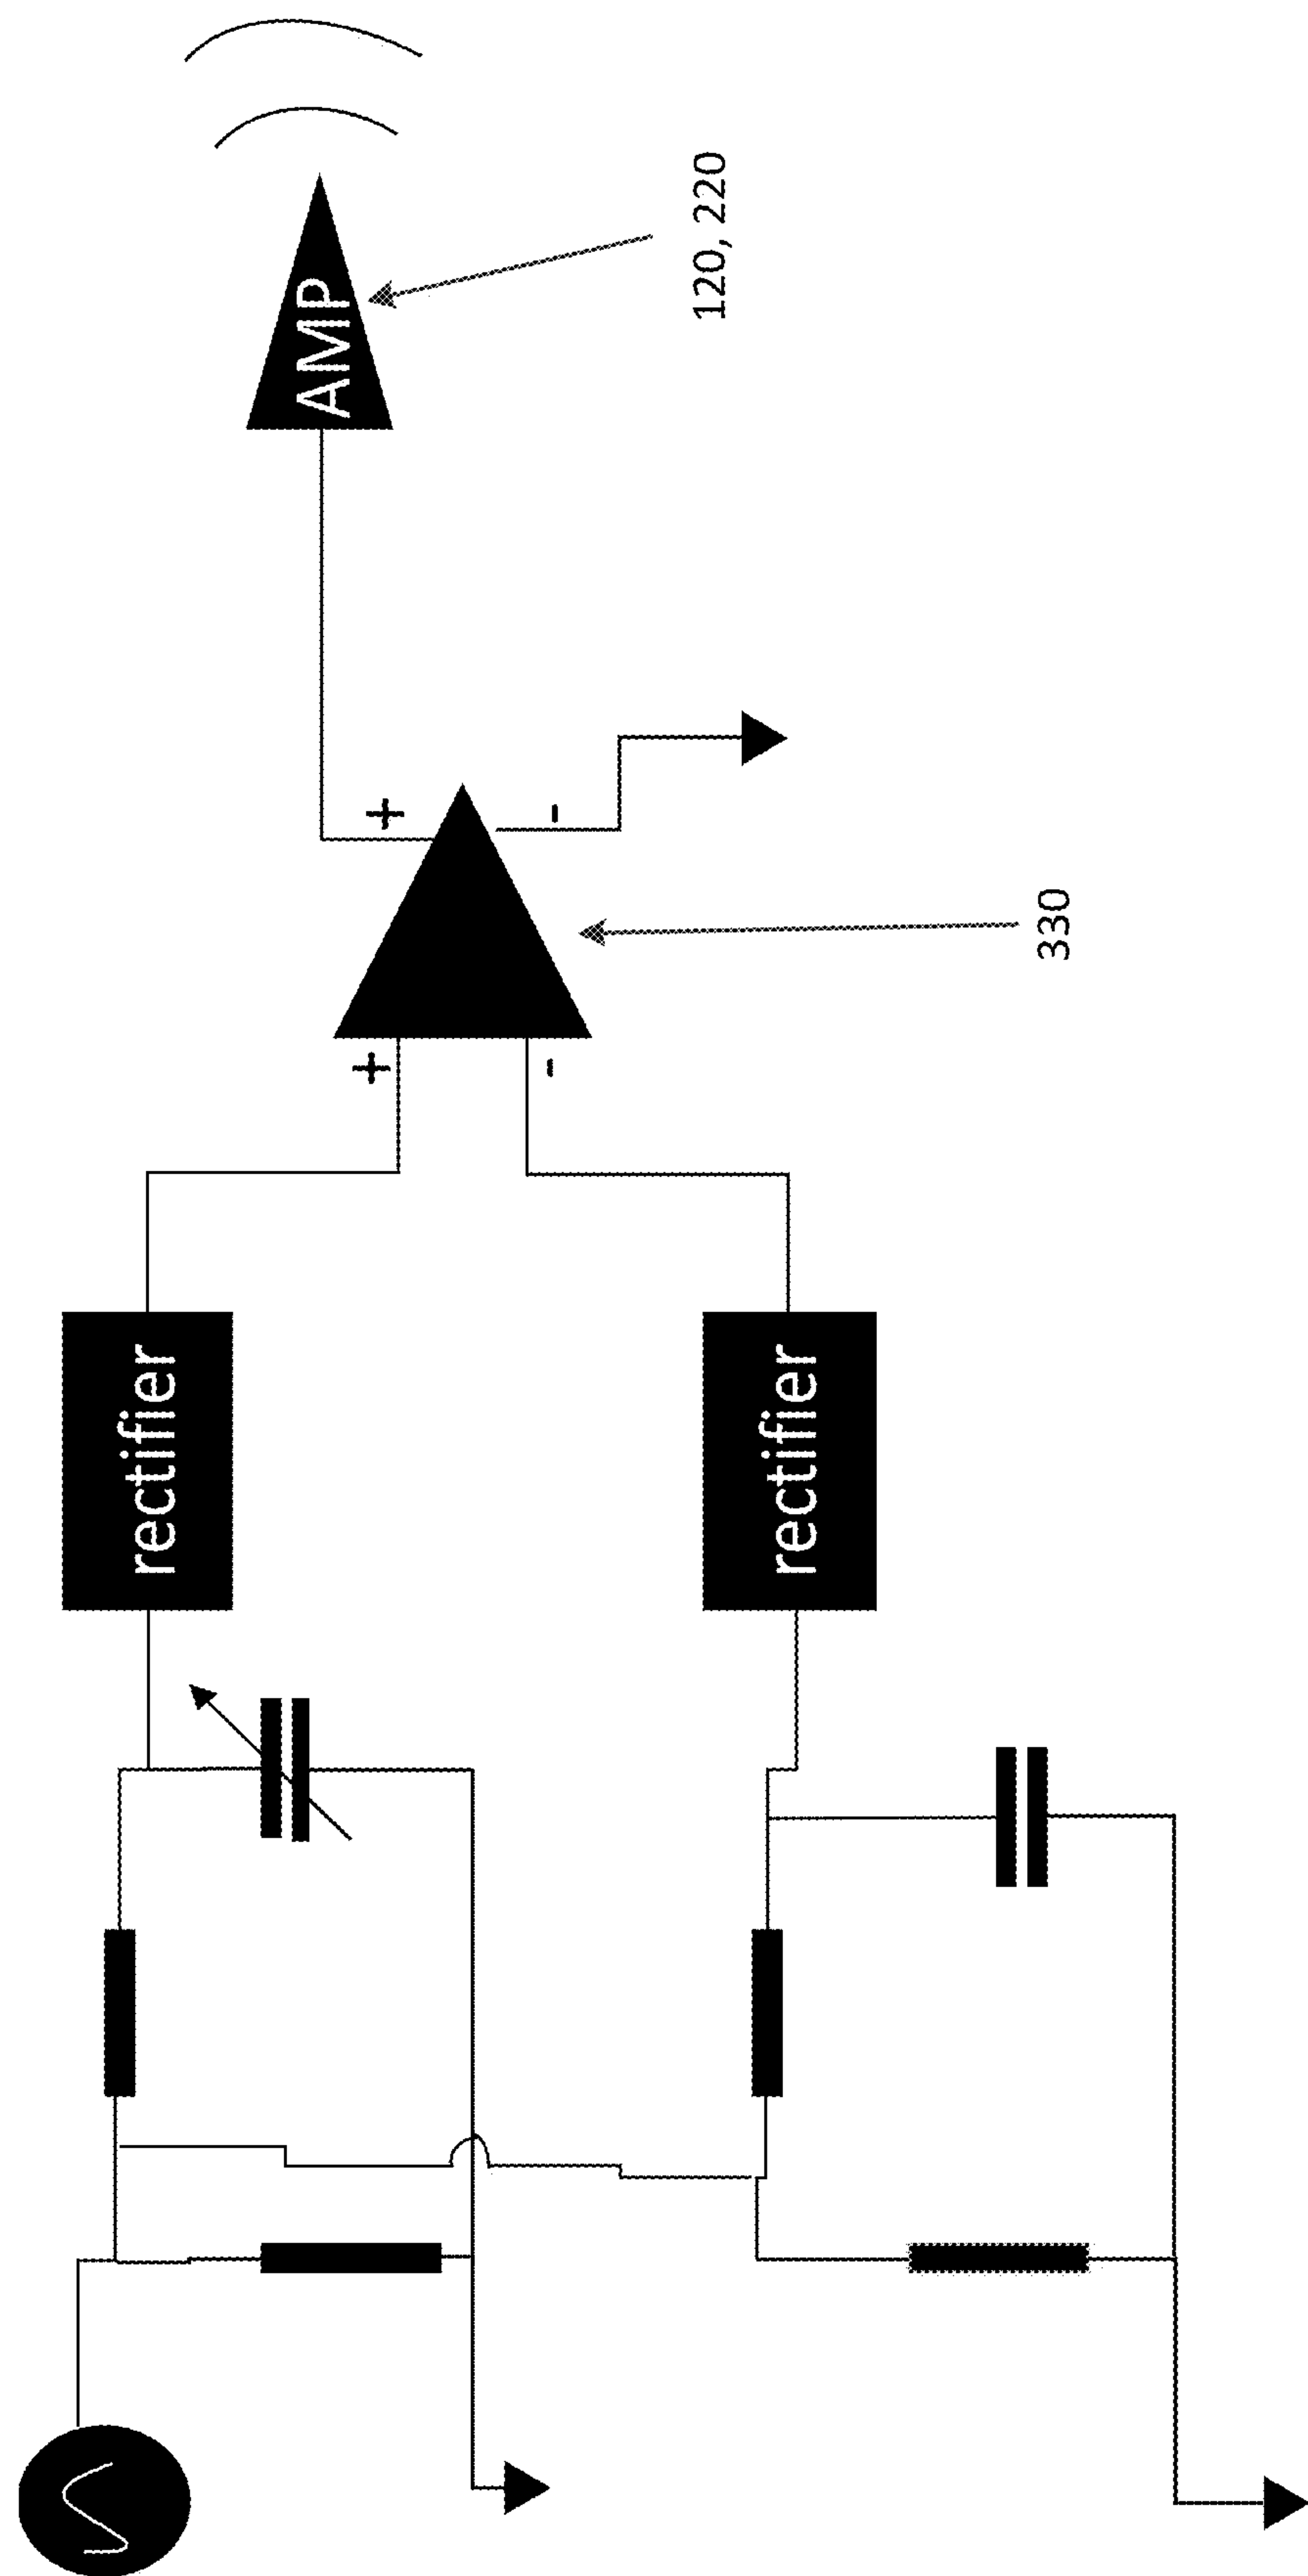 rectifier
+
+
AMP
120, 220
rectifier
-
-
330